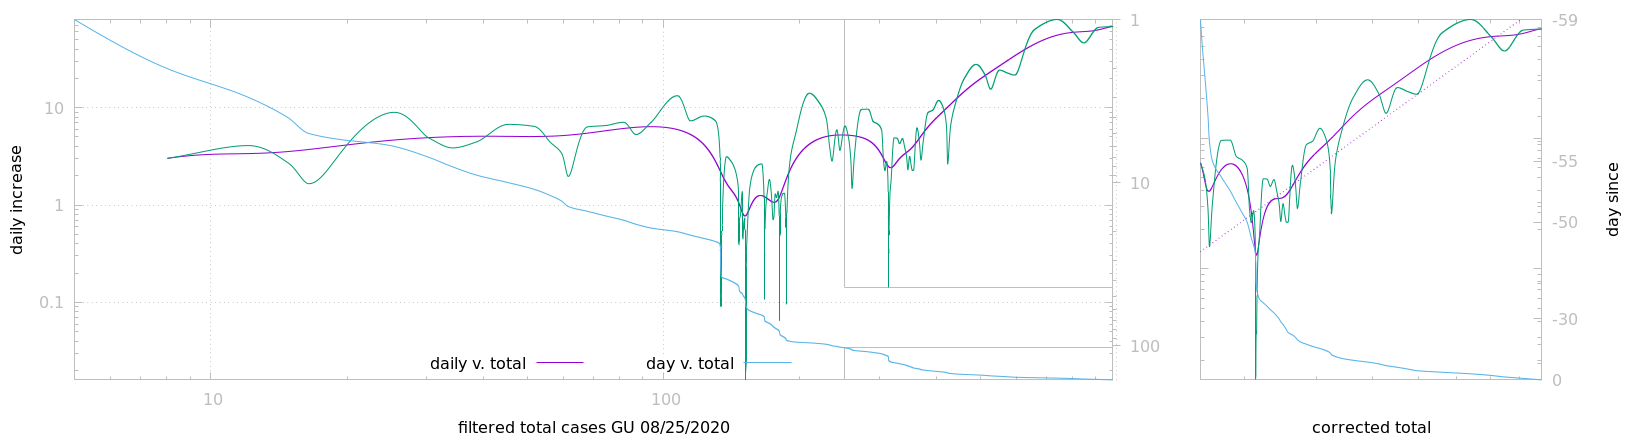 1
-59
10
-55
daily increase
10
1
-50
day since
0.1
-30
100
daily v. total
day v. total
0
10
100
filtered total cases GU 08/25/2020
corrected total